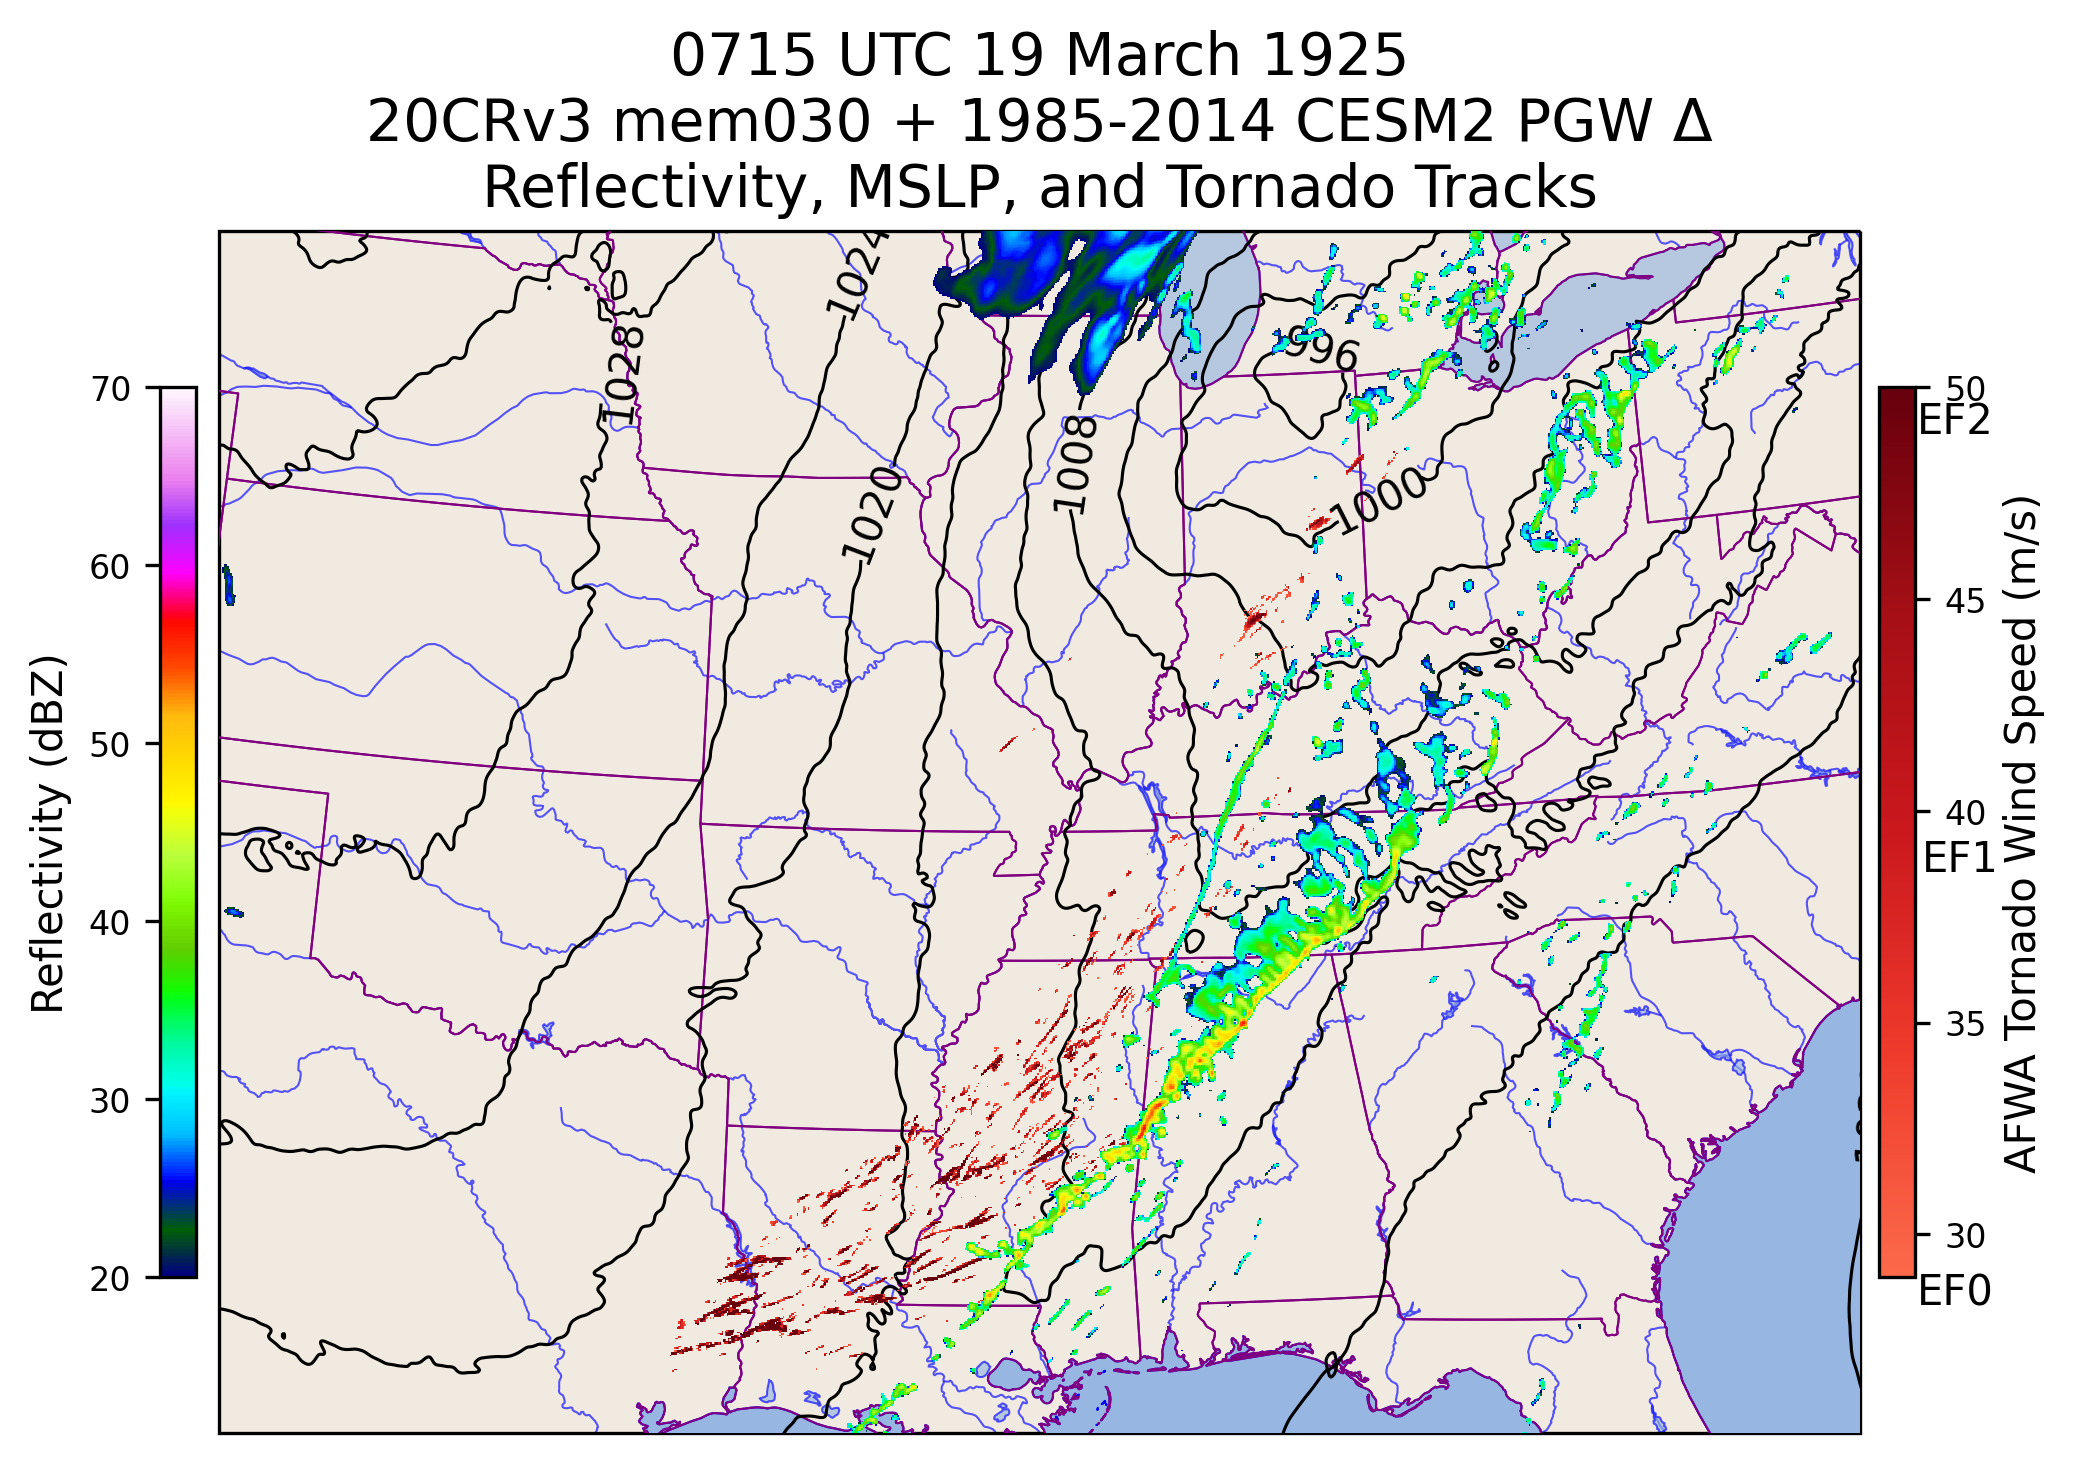 0715 UTC 19 March 1925
20CRv3 mem030 + 1985-2014 CESM2 PGW Δ
Reflectivity, MSLP, and Tornado Tracks
1024
1028
996
1008
1020
1000
70
60
50
40
30
20
Reflectivity (dBZ)
50
EF2
45
40
EF1
35
30
EF0
AFWA Tornado Wind Speed (m/s)